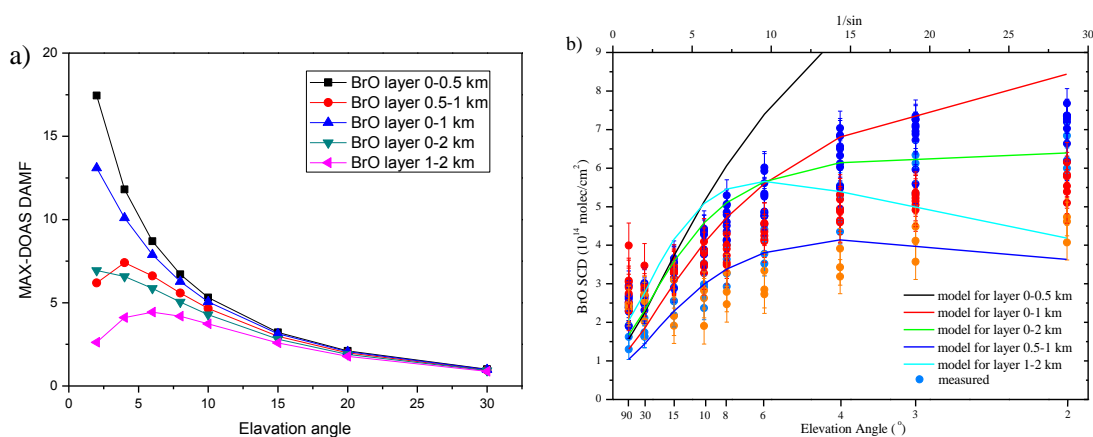 a)
MAX-DOAS DAMF
20
15
10
5
0
0 5 10 15 20 25 30
Elavation angle
BrO layer 0-0.5 km
BrO layer 0.5-1 km
BrO layer 0-1 km
BrO layer 0-2 km
BrO layer 1-2 km
b)
1/sin
0 5 10 15 20 25 30
BrO SCD (10¹⁴ molec/cm²)
9
8
7
6
5
4
3
2
1
0
90 30 15 10 8 6 4 3 2
Elevation Angle (°)
model for layer 0-0.5 km
model for layer 0-1 km
model for layer 0-2 km
model for layer 0.5-1 km
model for layer 1-2 km
measured